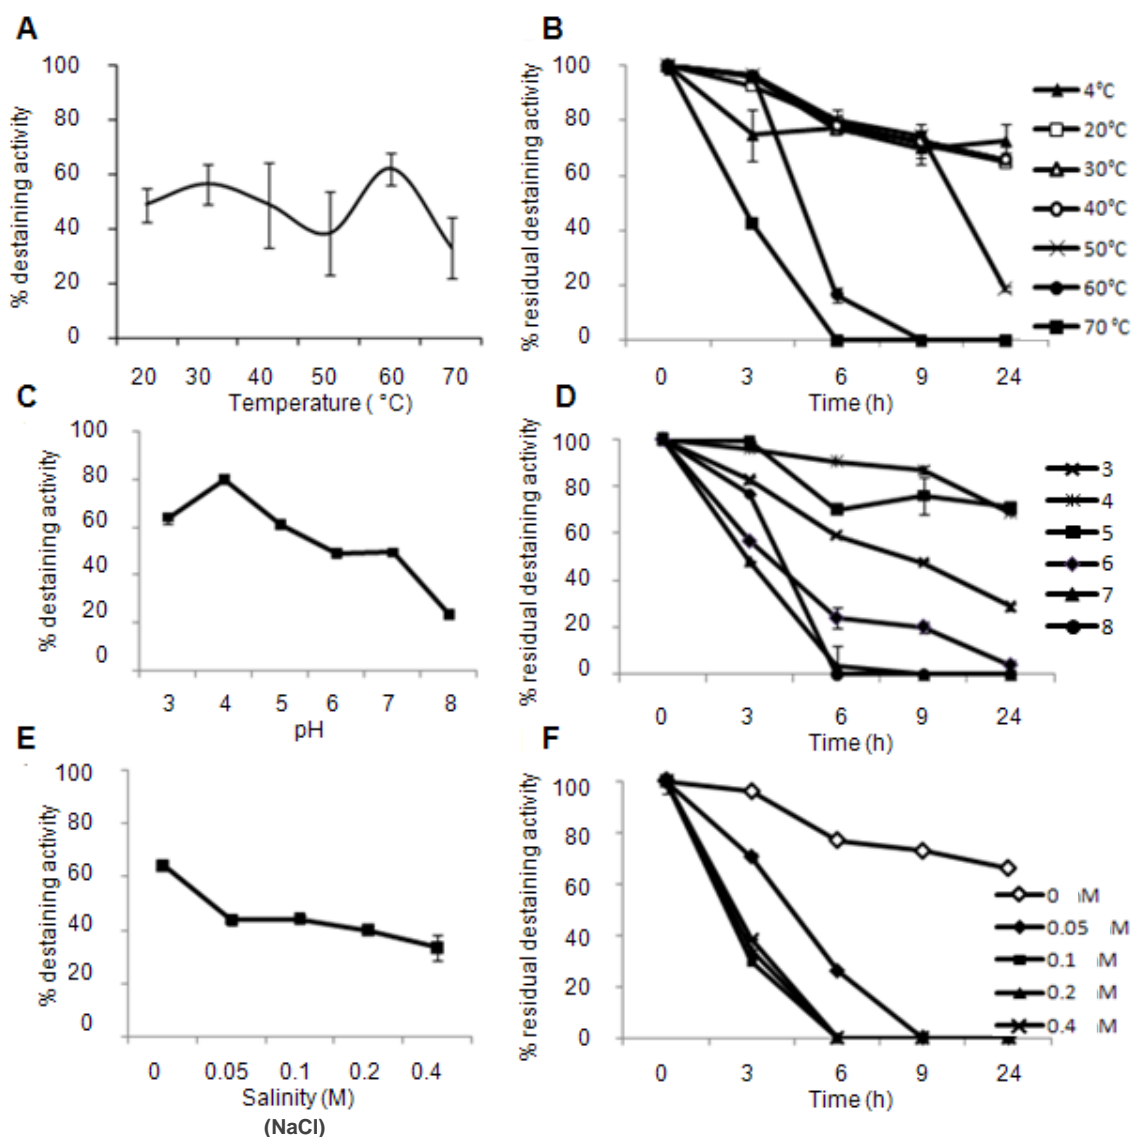 A
% destaining activity
100
80
60
40
20
0
20 30 40 50 60 70
Temperature ( °C)
B
% residual destaining activity
100
80
60
40
20
0
0 3 6 9 24
Time (h)
4°C
20°C
30°C
40°C
50°C
60°C
70 °C
C
% destaining activity
100
80
60
40
20
0
3 4 5 6 7 8
pH
D
% residual destaining activity
100
80
60
40
20
0
0 3 6 9 24
Time (h)
3
4
5
6
7
8
E
% destaining activity
100
80
60
40
20
0
0 0.05 0.1 0.2 0.4
Salinity (M)
(NaCl)
F
% residual destaining activity
100
80
60
40
20
0
0 3 6 9 24
Time (h)
0 M
0.05 M
0.1 M
0.2 M
0.4 M